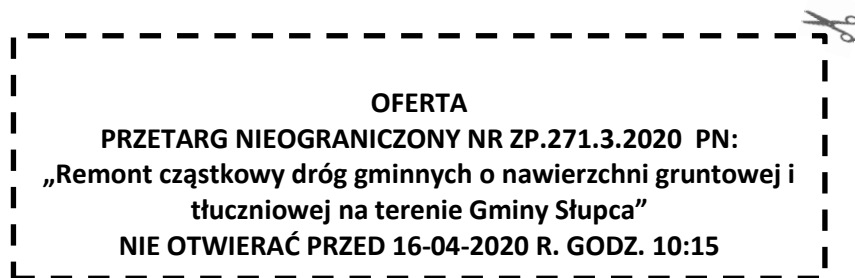 OFERTA
PRZETARG NIEOGRANICZONY NR ZP.271.3.2020 PN:
„Remont cząstkowy dróg gminnych o nawierzchni gruntowej i
tłuczniowej na terenie Gminy Słupca”
NIE OTWIERAĆ PRZED 16-04-2020 R. GODZ. 10:15